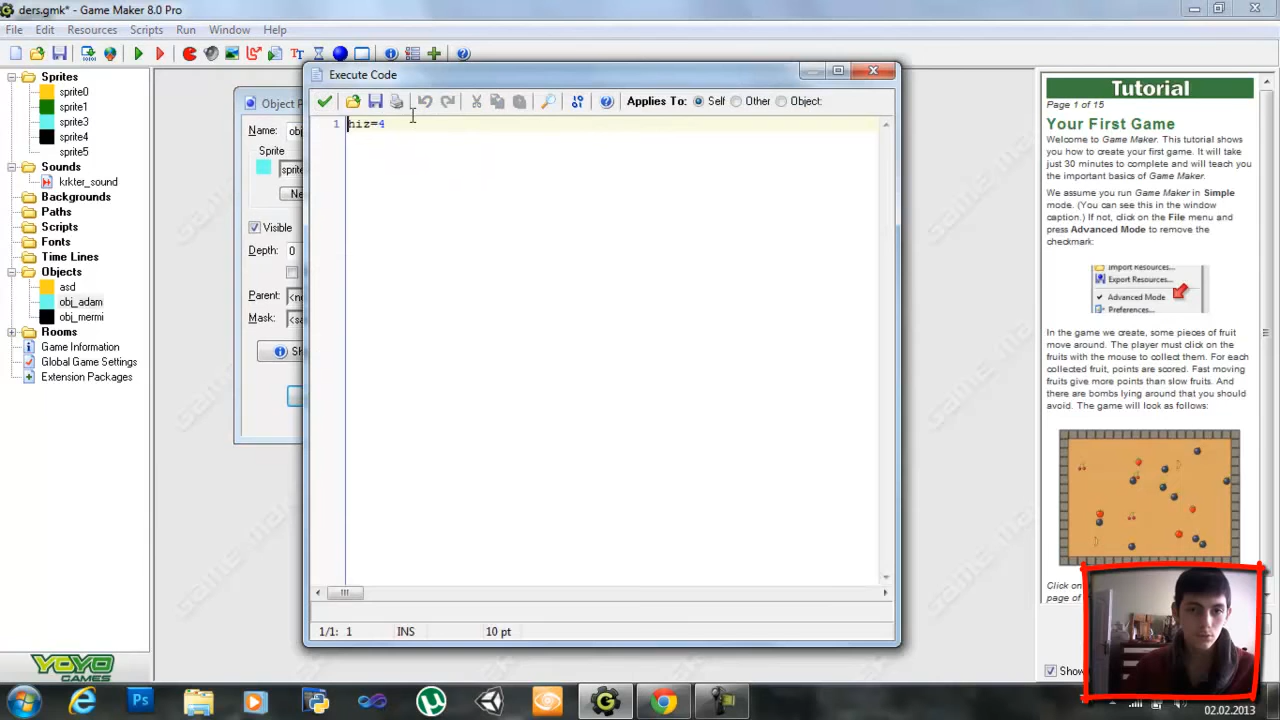 ders.gmk* - Game Maker 8.0 Pro
File Edit Resources Scripts Run Window Help
Sprites
sprite0
sprite1
sprite3
sprite4
sprite5
Sounds
krkter_sound
Backgrounds
Paths
Scripts
Fonts
Time Lines
Objects
asd
obj_adam
obj_mermi
Rooms
Game Information
Global Game Settings
Extension Packages
YOYO
GAMES
Object P
Name: obj
Sprite
sprite
Ne
Visible
Depth: 0
Parent: <no
Mask: <sa
Sh
Execute Code
Applies To: Self Other Object:
1 hiz=4
1/1: 1 INS 10 pt
Tutorial
Page 1 of 15
Your First Game
Welcome to Game Maker. This tutorial shows
you how to create your first game. It will take
just 30 minutes to complete and will teach you
the important basics of Game Maker.
We assume you run Game Maker in Simple
mode. (You can see this in the window
caption.) If not, click on the File menu and
press Advanced Mode to remove the
checkmark:
Import Resources...
Export Resources...
Advanced Mode
Preferences...
In the game we create, some pieces of fruit
move around. The player must click on the
fruits with the mouse to collect them. For each
collected fruit, points are scored. Fast moving
fruits give more points than slow fruits. And
there are bombs lying around that you should
avoid. The game will look as follows:
Click on
page of
Show
Ps
02.02.2013